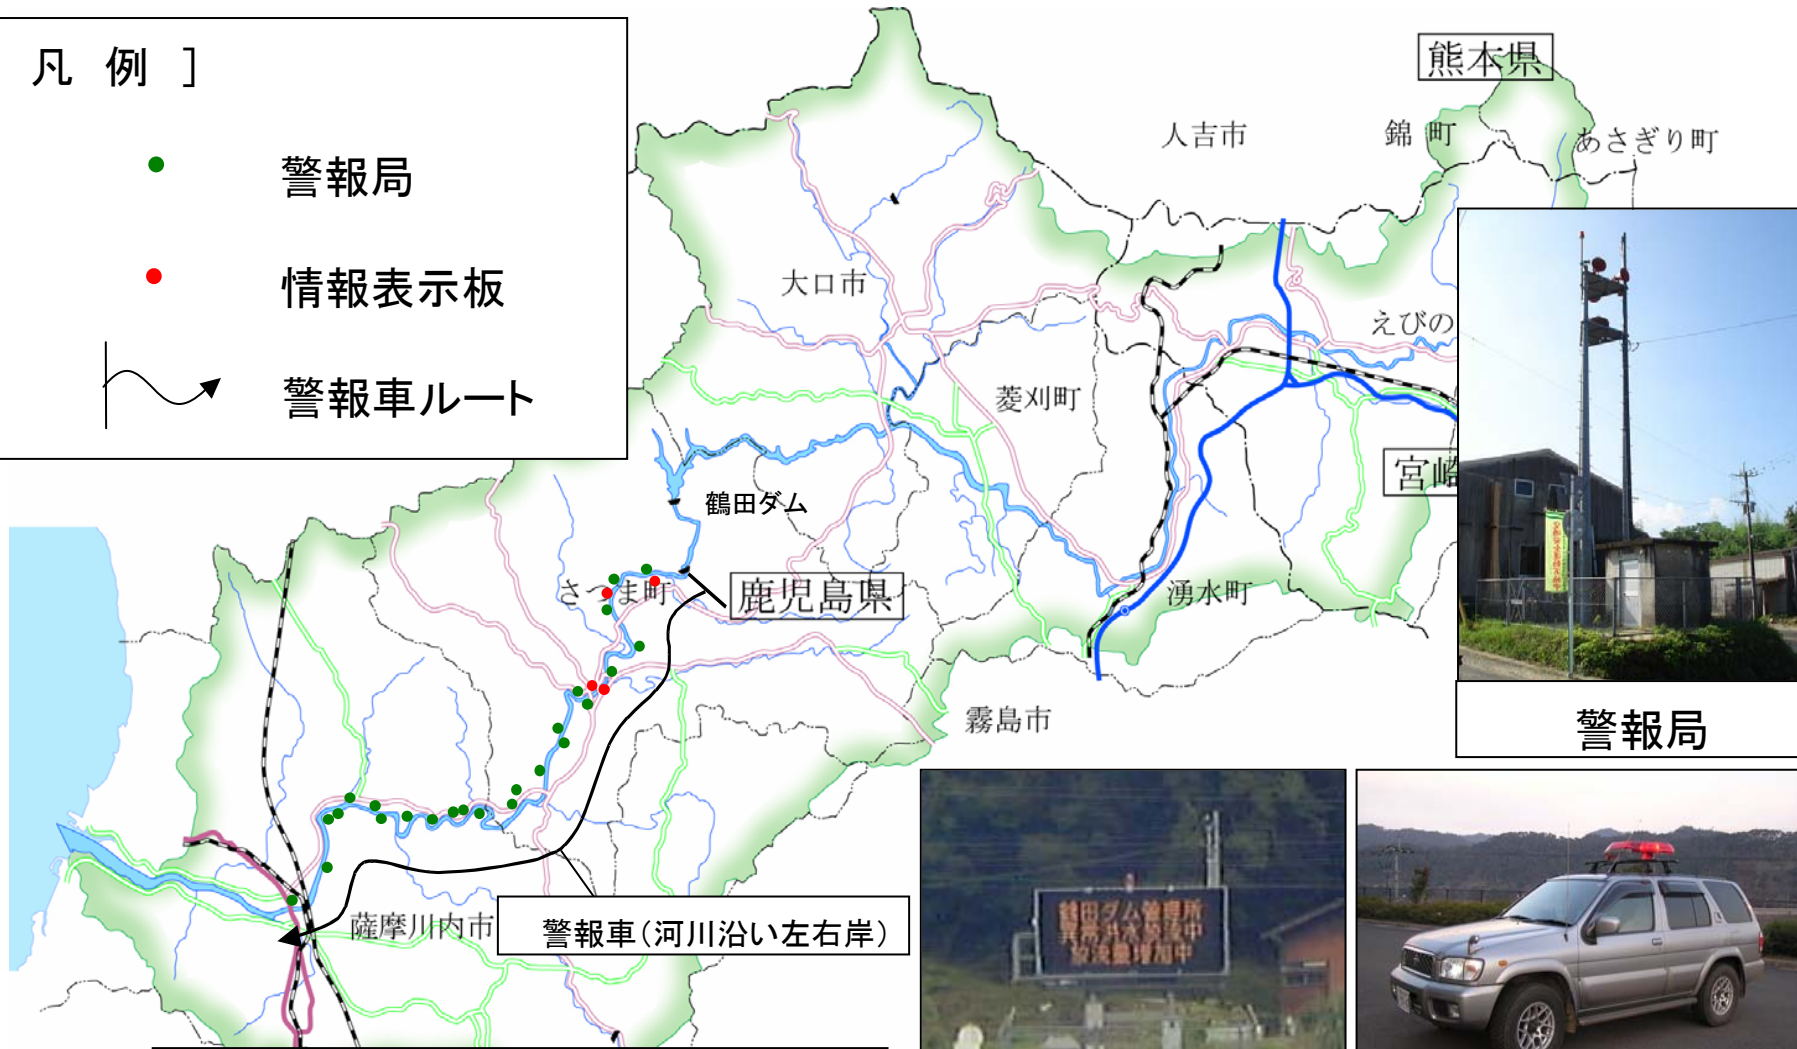 凡 例 ]
警報局
情報表示板
警報車ルート
熊本県
人吉市
錦町
あさぎり町
大口市
えびの
菱刈町
宮崎
鶴田ダム
さつま町
鹿児島県
湧水町
霧島市
警報局
薩摩川内市
警報車(河川沿い左右岸)
鶴田ダム管理所